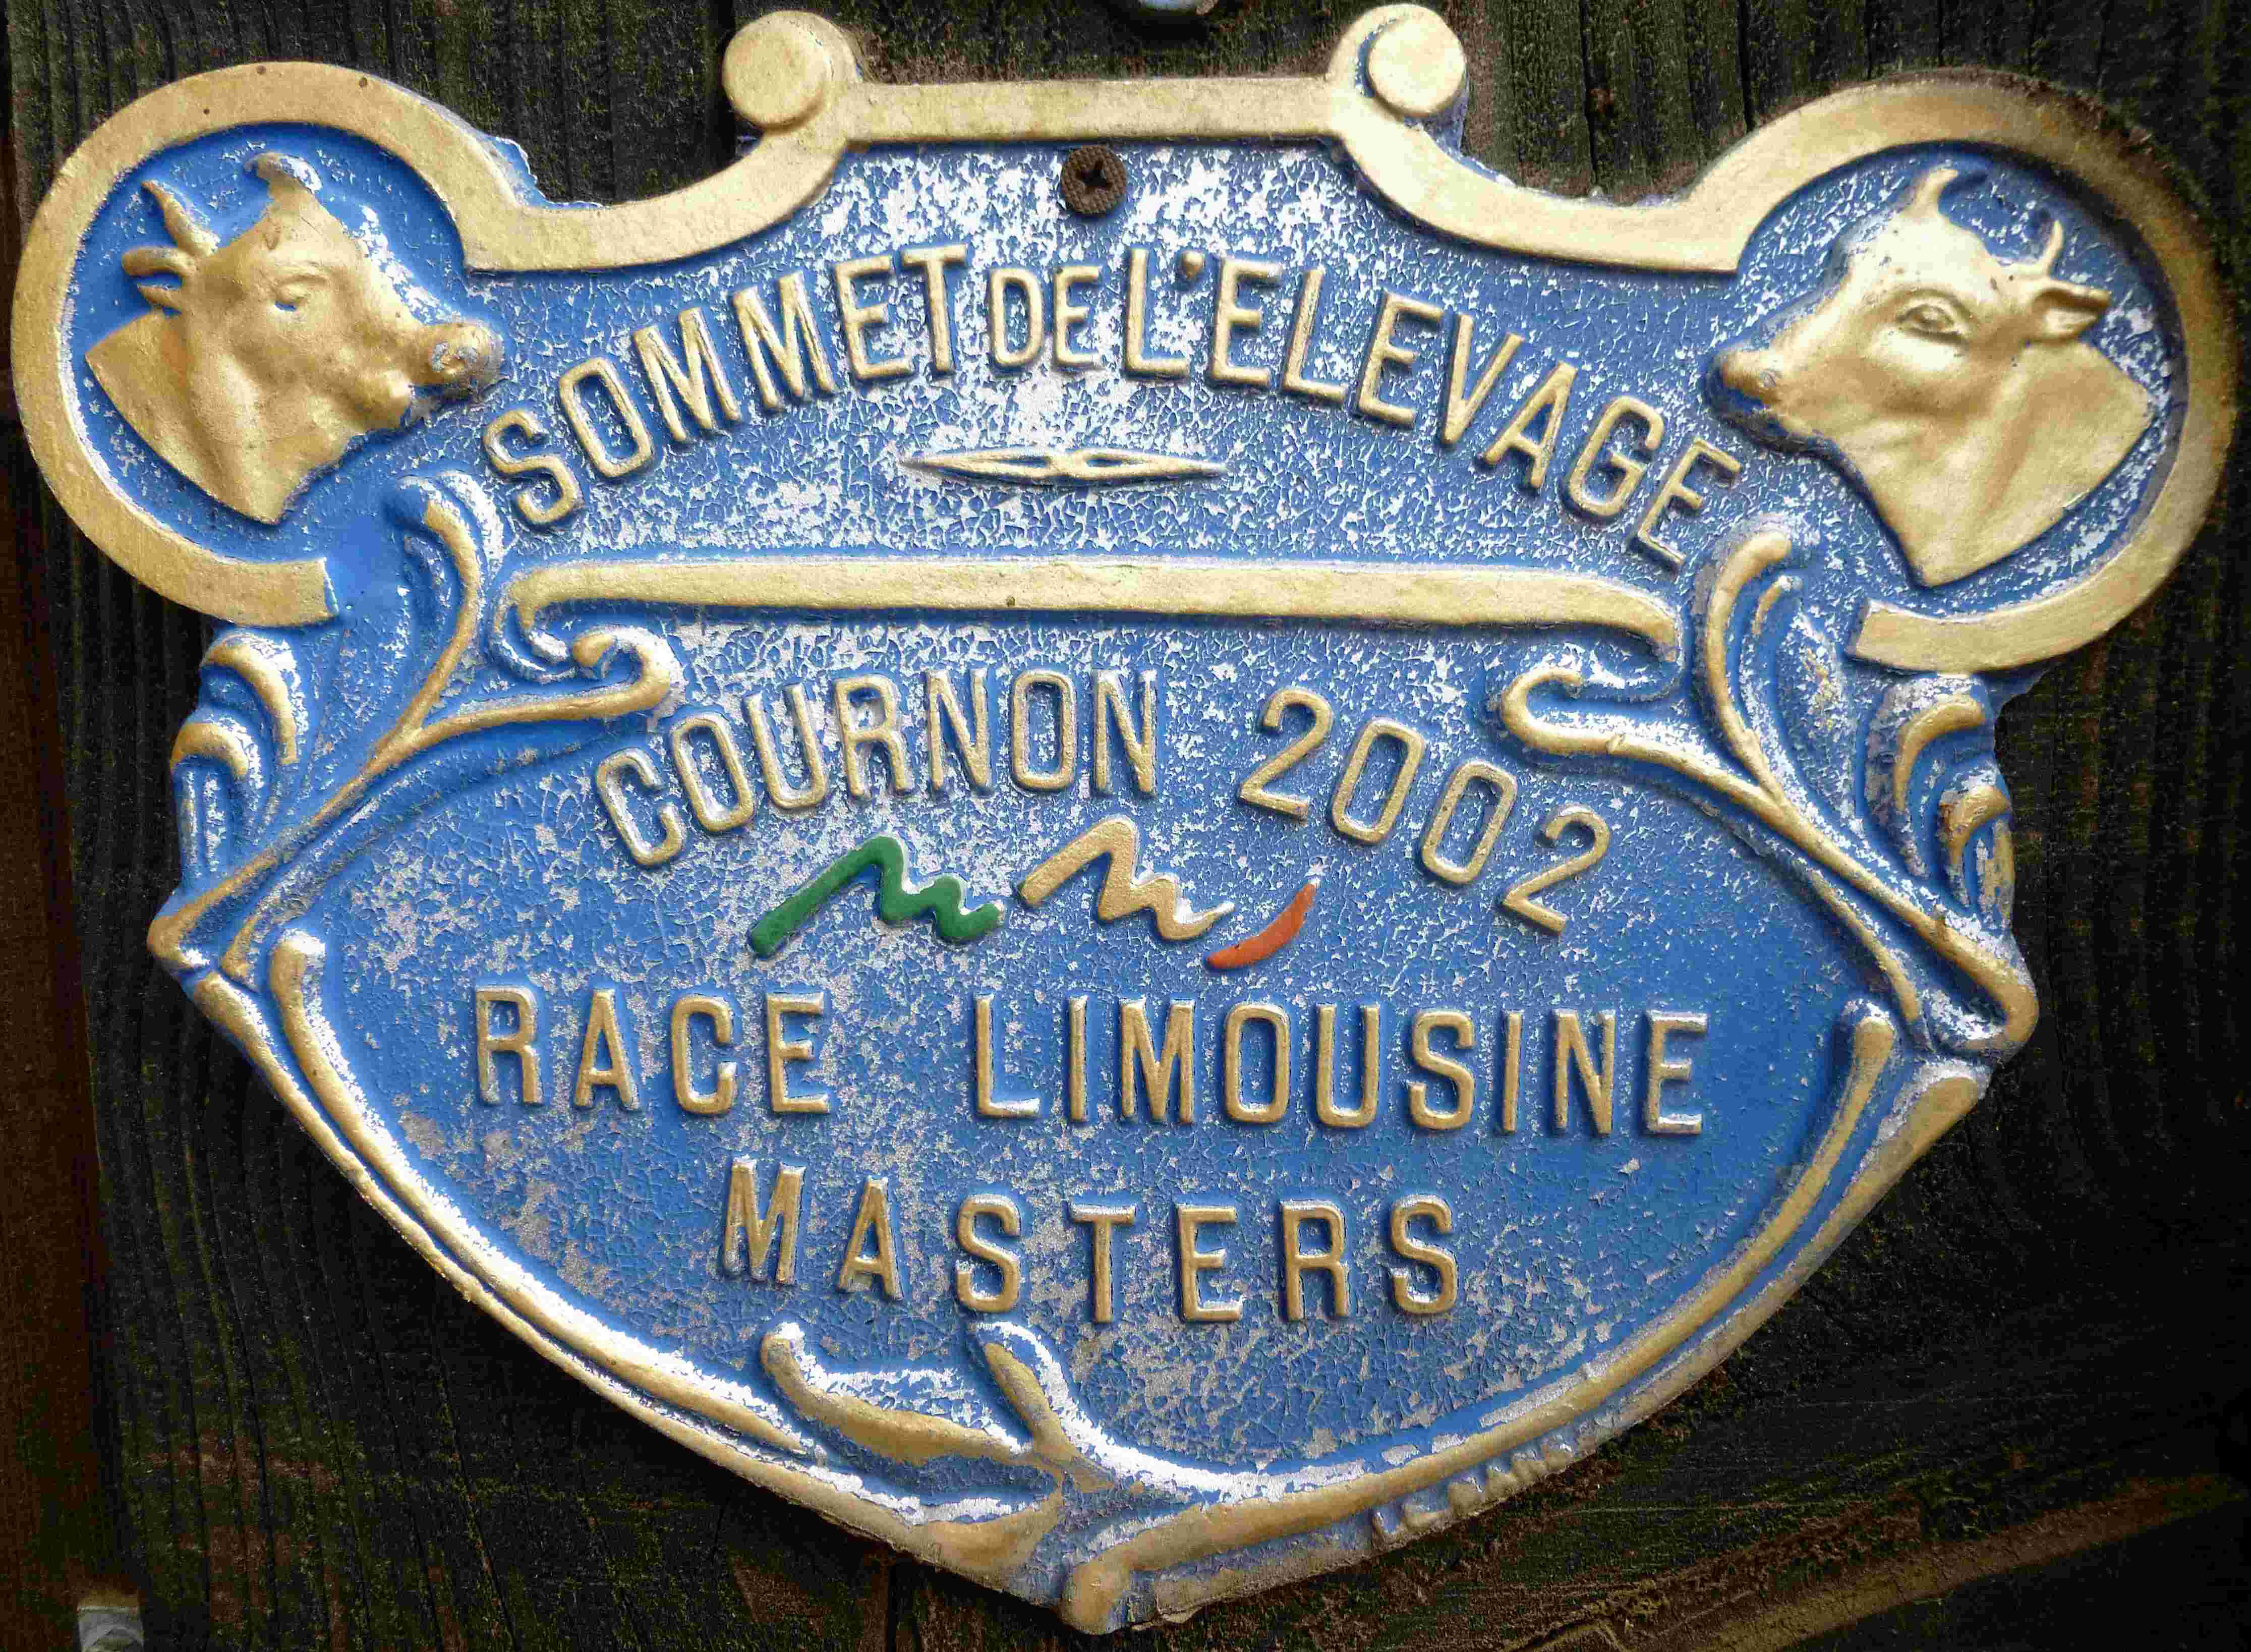 SOMMET DE L'ELEVAGE
COURNON 2002
RACE LIMOUSINE
MASTERS